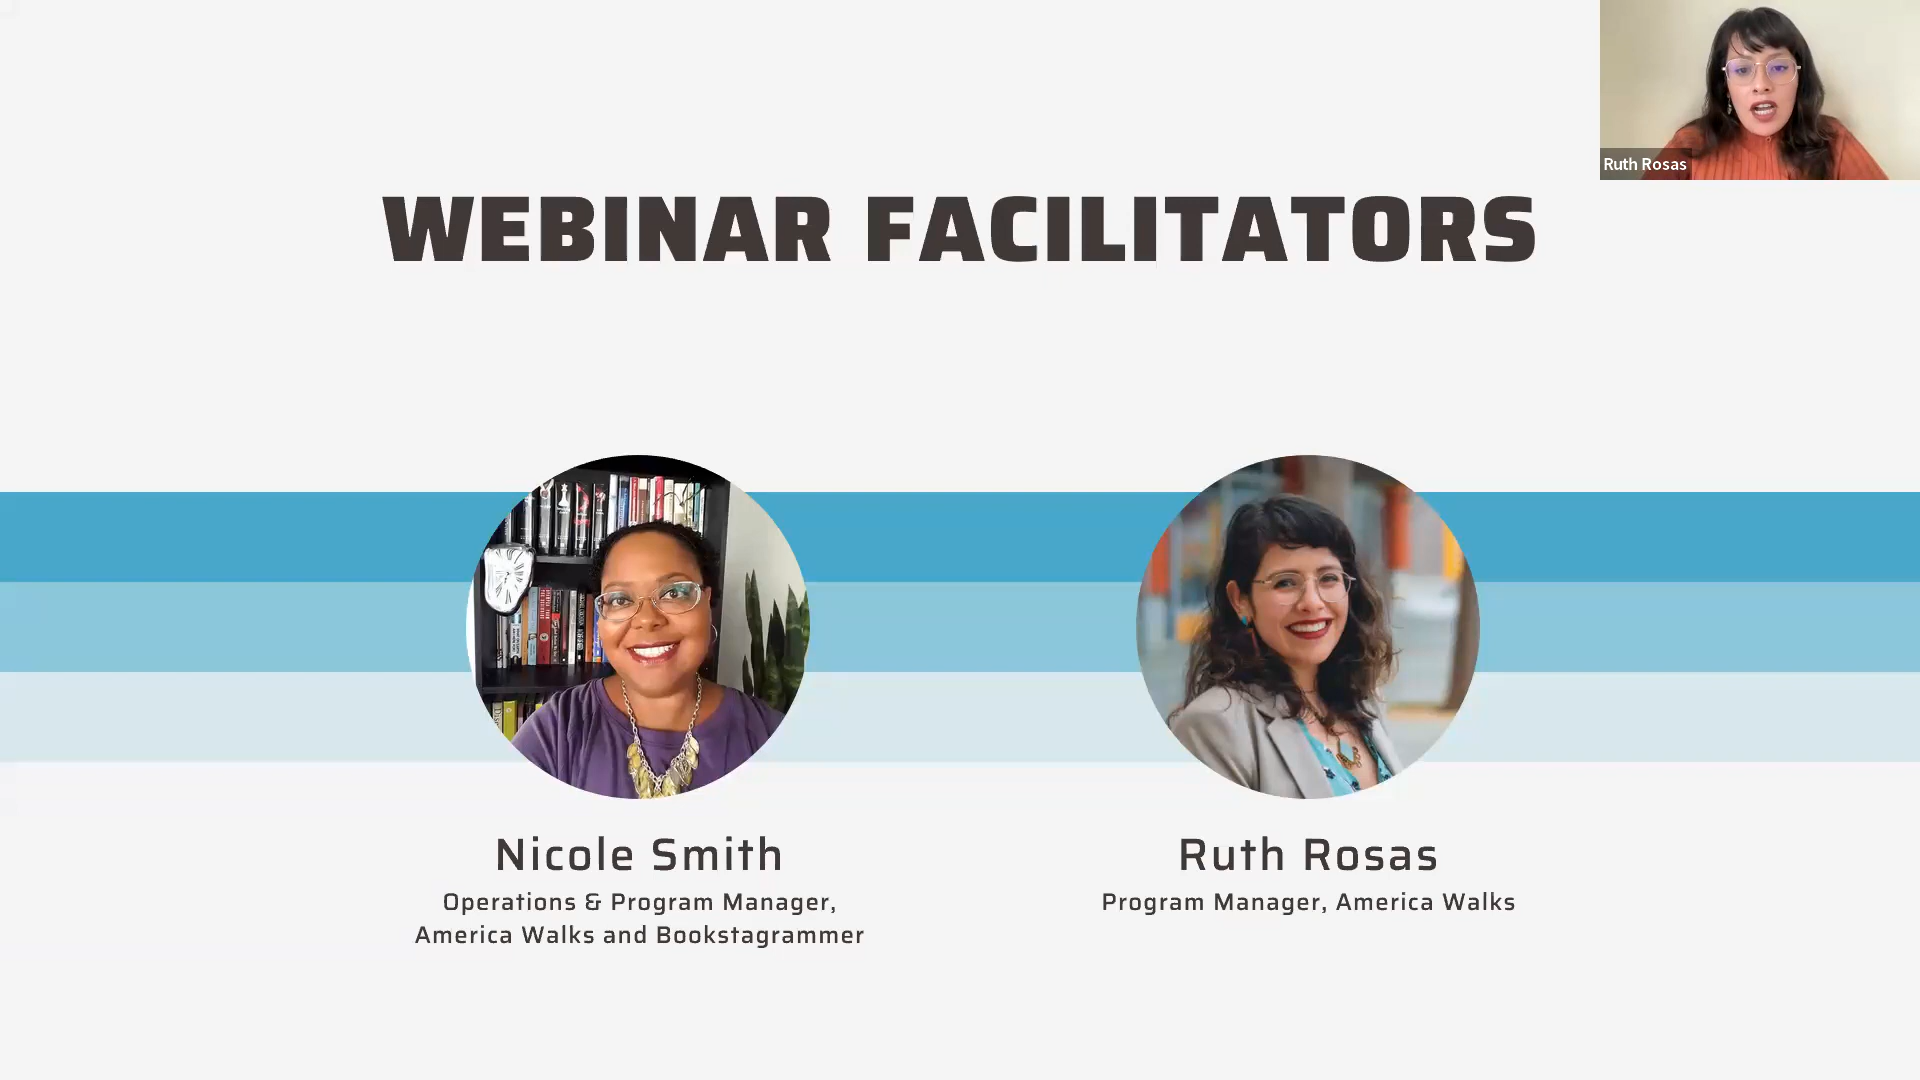 Ruth Rosas
WEBINAR FACILITATORS
Nicole Smith
Operations & Program Manager,
America Walks and Bookstagrammer
Ruth Rosas
Program Manager, America Walks